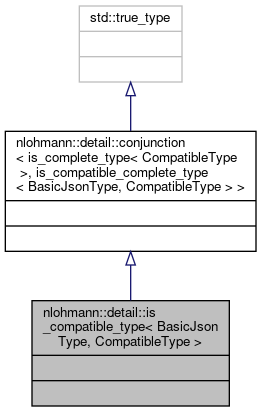 std::true_type
nlohmann::detail::conjunction
< is_complete_type< CompatibleType
>, is_compatible_complete_type
< BasicJsonType, CompatibleType > >
nlohmann::detail::is
_compatible_type< BasicJson
Type, CompatibleType >